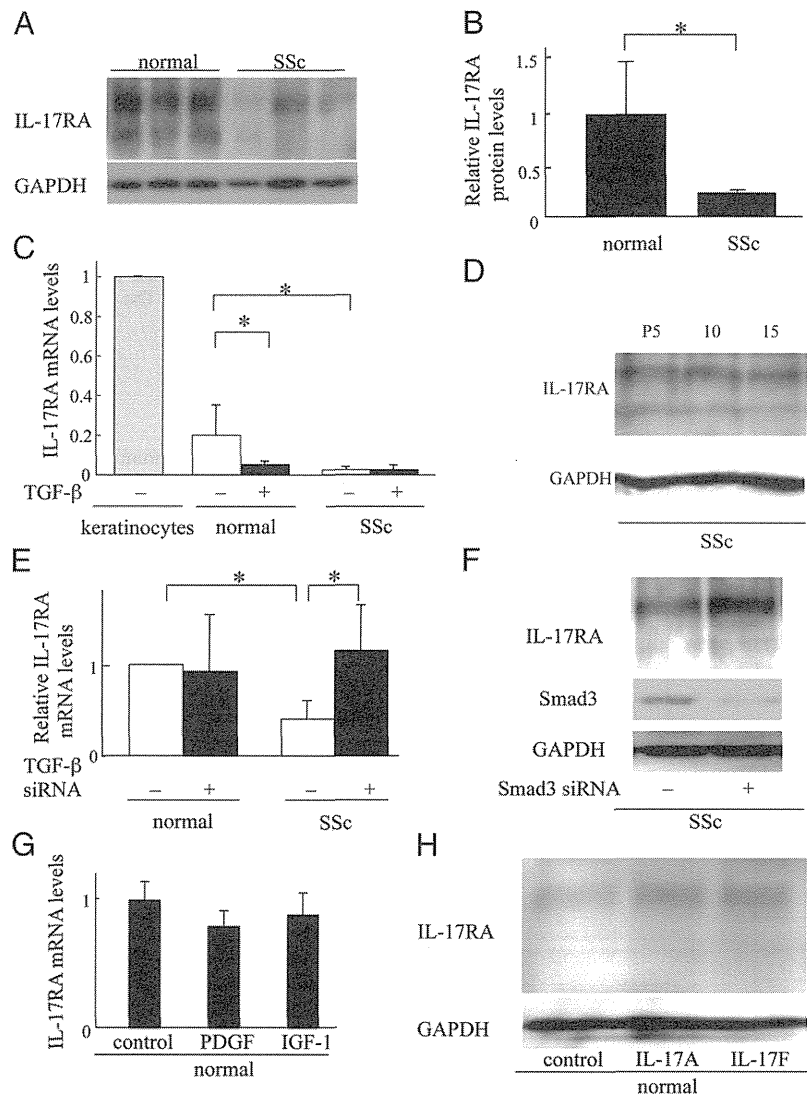 A
normal SSc
IL-17RA
GAPDH
B
Relative IL-17RA
protein levels
1.5
1
0.5
0
*
normal SSc
C
IL-17RA mRNA levels
1
0.8
0.6
0.4
0.2
0
*
*
TGF-β – – + – +
keratinocytes normal SSc
D
P5 10 15
IL-17RA
GAPDH
SSc
E
Relative IL-17RA
mRNA levels
1
0
* *
TGF-β
siRNA – + – +
normal SSc
F
IL-17RA
Smad3
GAPDH
Smad3 siRNA – +
SSc
G
IL-17RA mRNA levels
1
0
control PDGF IGF-1
normal
H
IL-17RA
GAPDH
control IL-17A IL-17F
normal